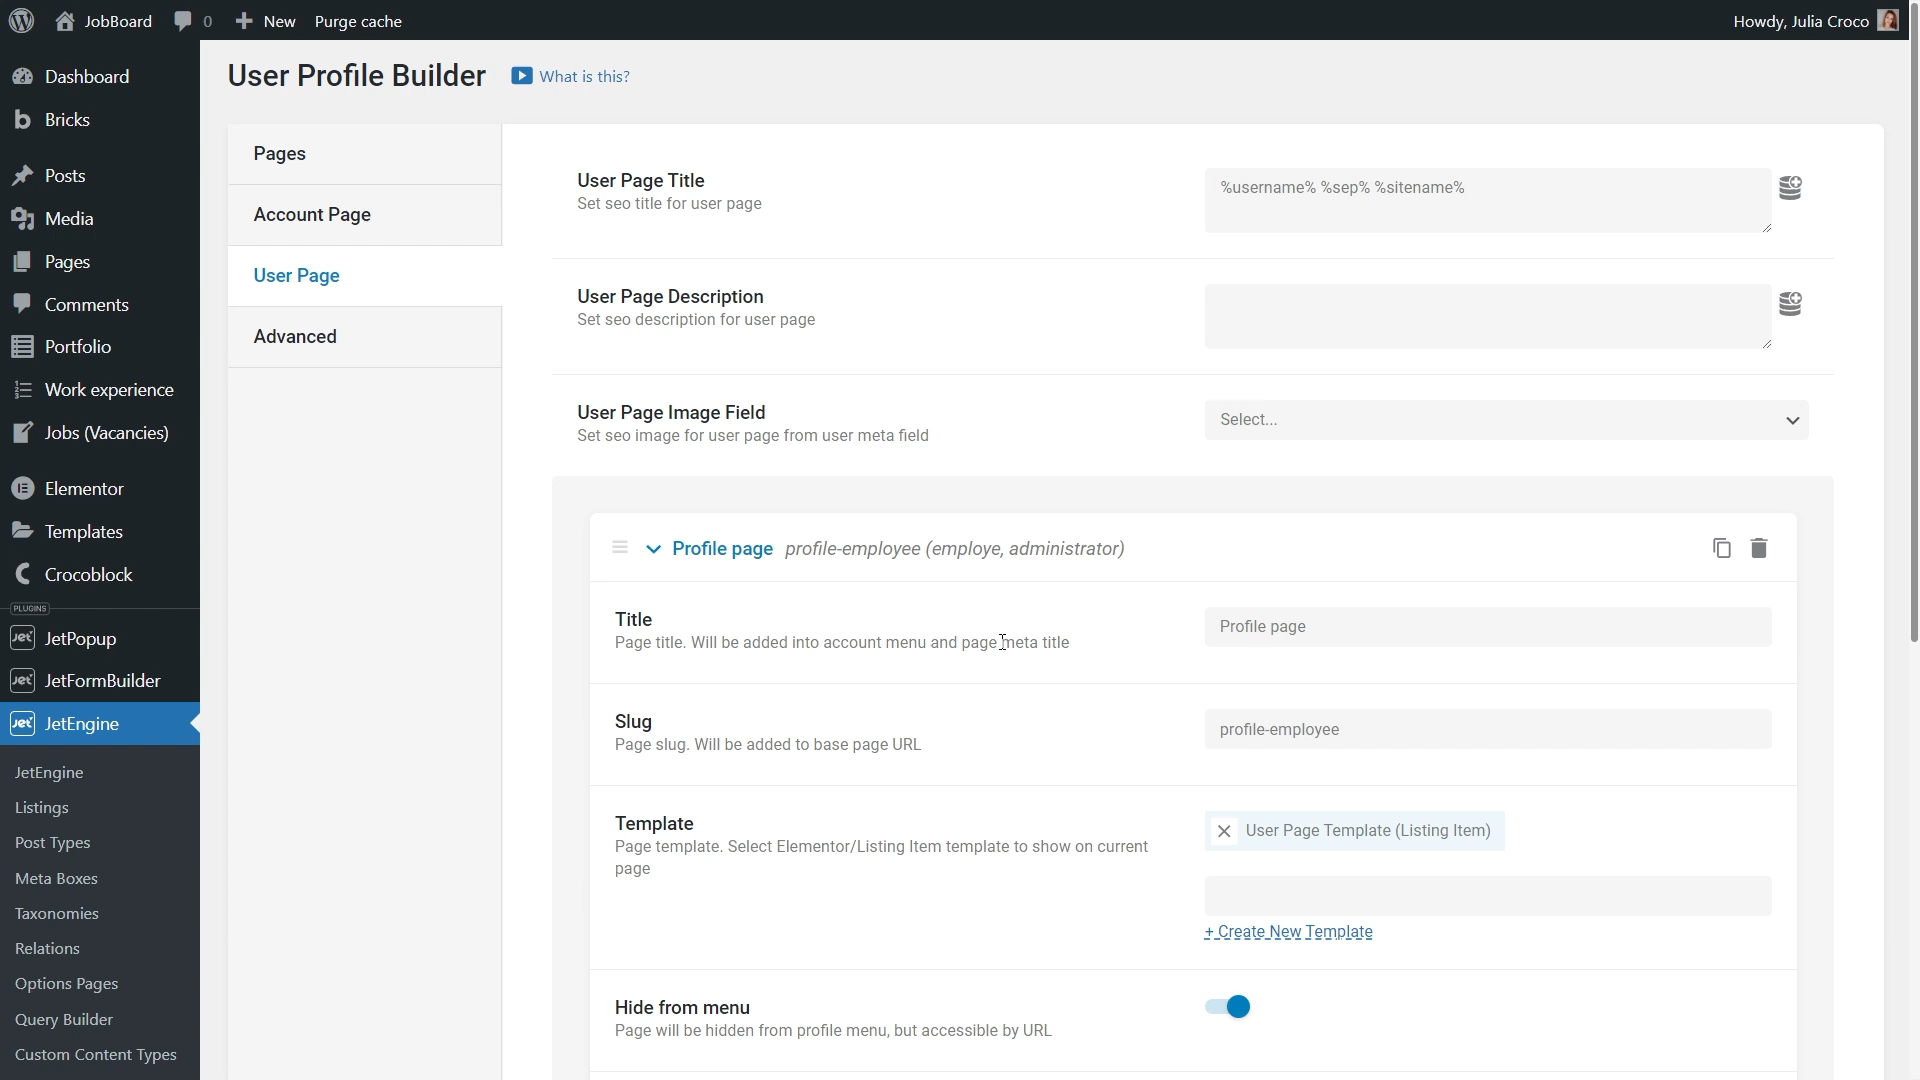 JobBoard
0
New
Purge cache
Howdy, Julia Croco
Dashboard
Bricks
Posts
Media
Pages
Comments
Portfolio
Work experience
Jobs (Vacancies)
Elementor
Templates
Crocoblock
PLUGINS
JetPopup
JetFormBuilder
JetEngine
JetEngine
Listings
Post Types
Meta Boxes
Taxonomies
Relations
Options Pages
Query Builder
Custom Content Types
User Profile Builder
What is this?
Pages
Account Page
User Page
Advanced
User Page Title
Set seo title for user page
%username% %sep% %sitename%
User Page Description
Set seo description for user page
User Page Image Field
Set seo image for user page from user meta field
Select...
Profile page profile-employee (employe, administrator)
Title
Page title. Will be added into account menu and page meta title
Profile page
Slug
Page slug. Will be added to base page URL
profile-employee
Template
Page template. Select Elementor/Listing Item template to show on current
page
User Page Template (Listing Item)
+ Create New Template
Hide from menu
Page will be hidden from profile menu, but accessible by URL